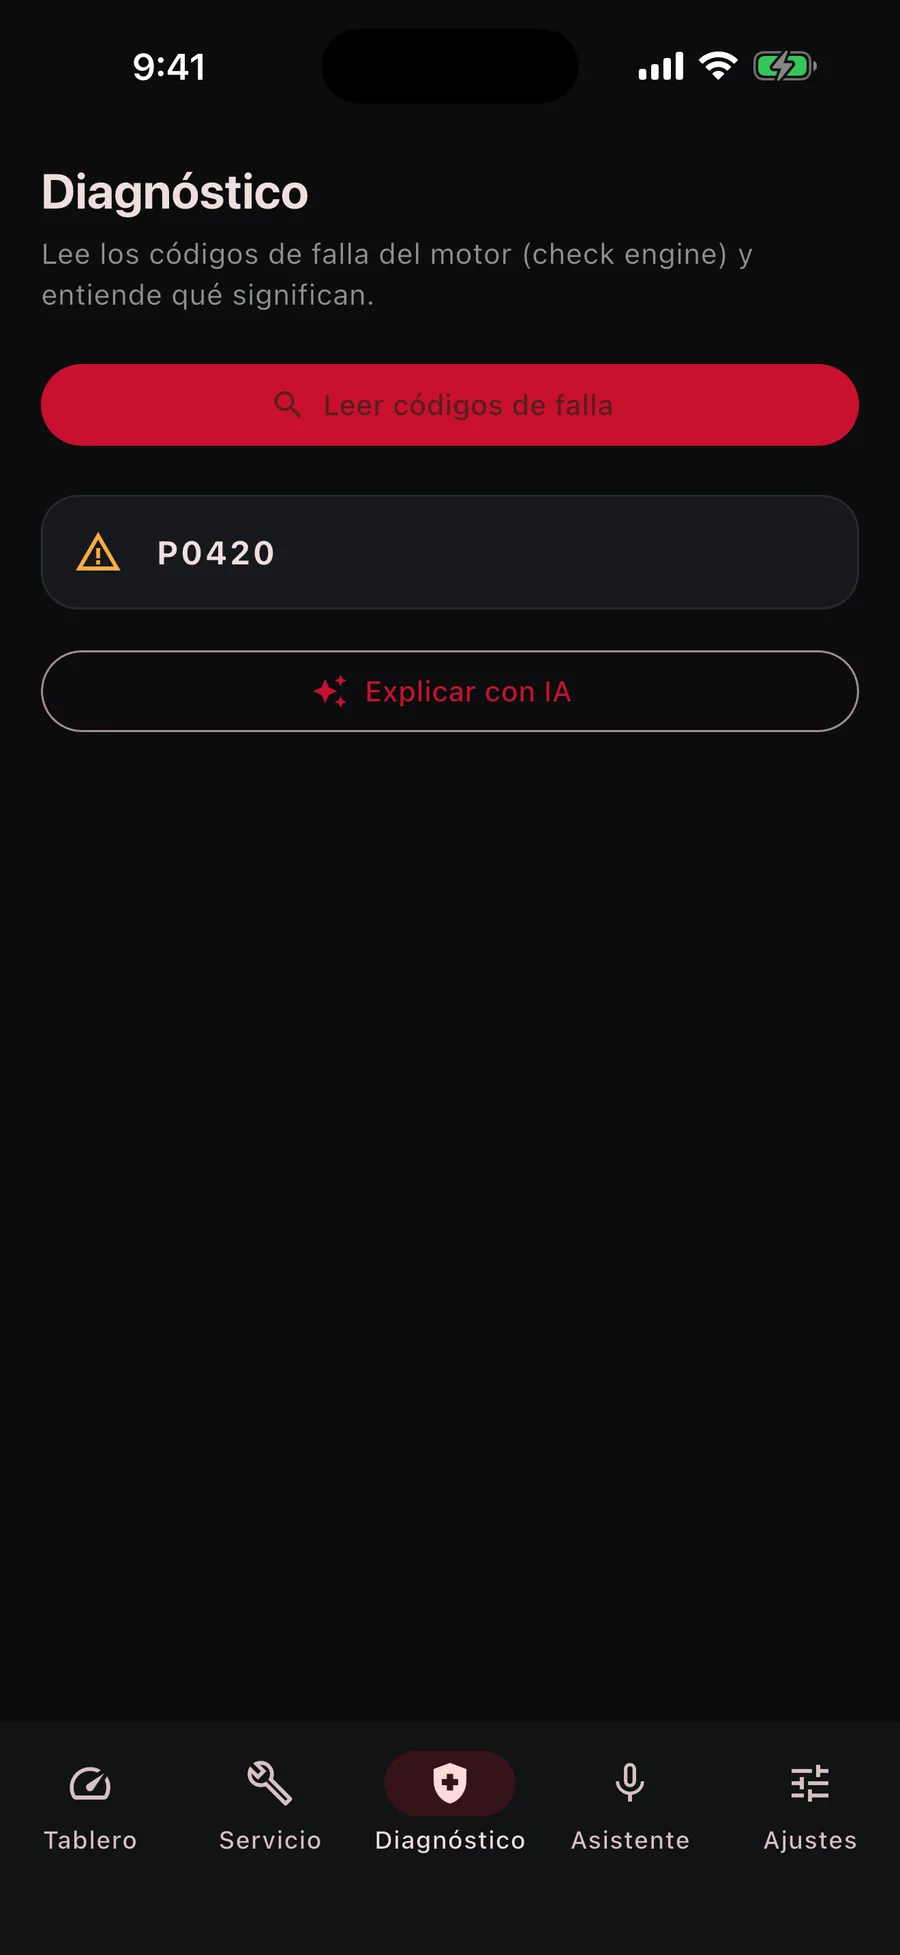 9:41
Diagnóstico
Lee los códigos de falla del motor (check engine) y
entiende qué significan.
Leer códigos de falla
P0420
Explicar con IA
Tablero
Servicio
Diagnóstico
Asistente
Ajustes